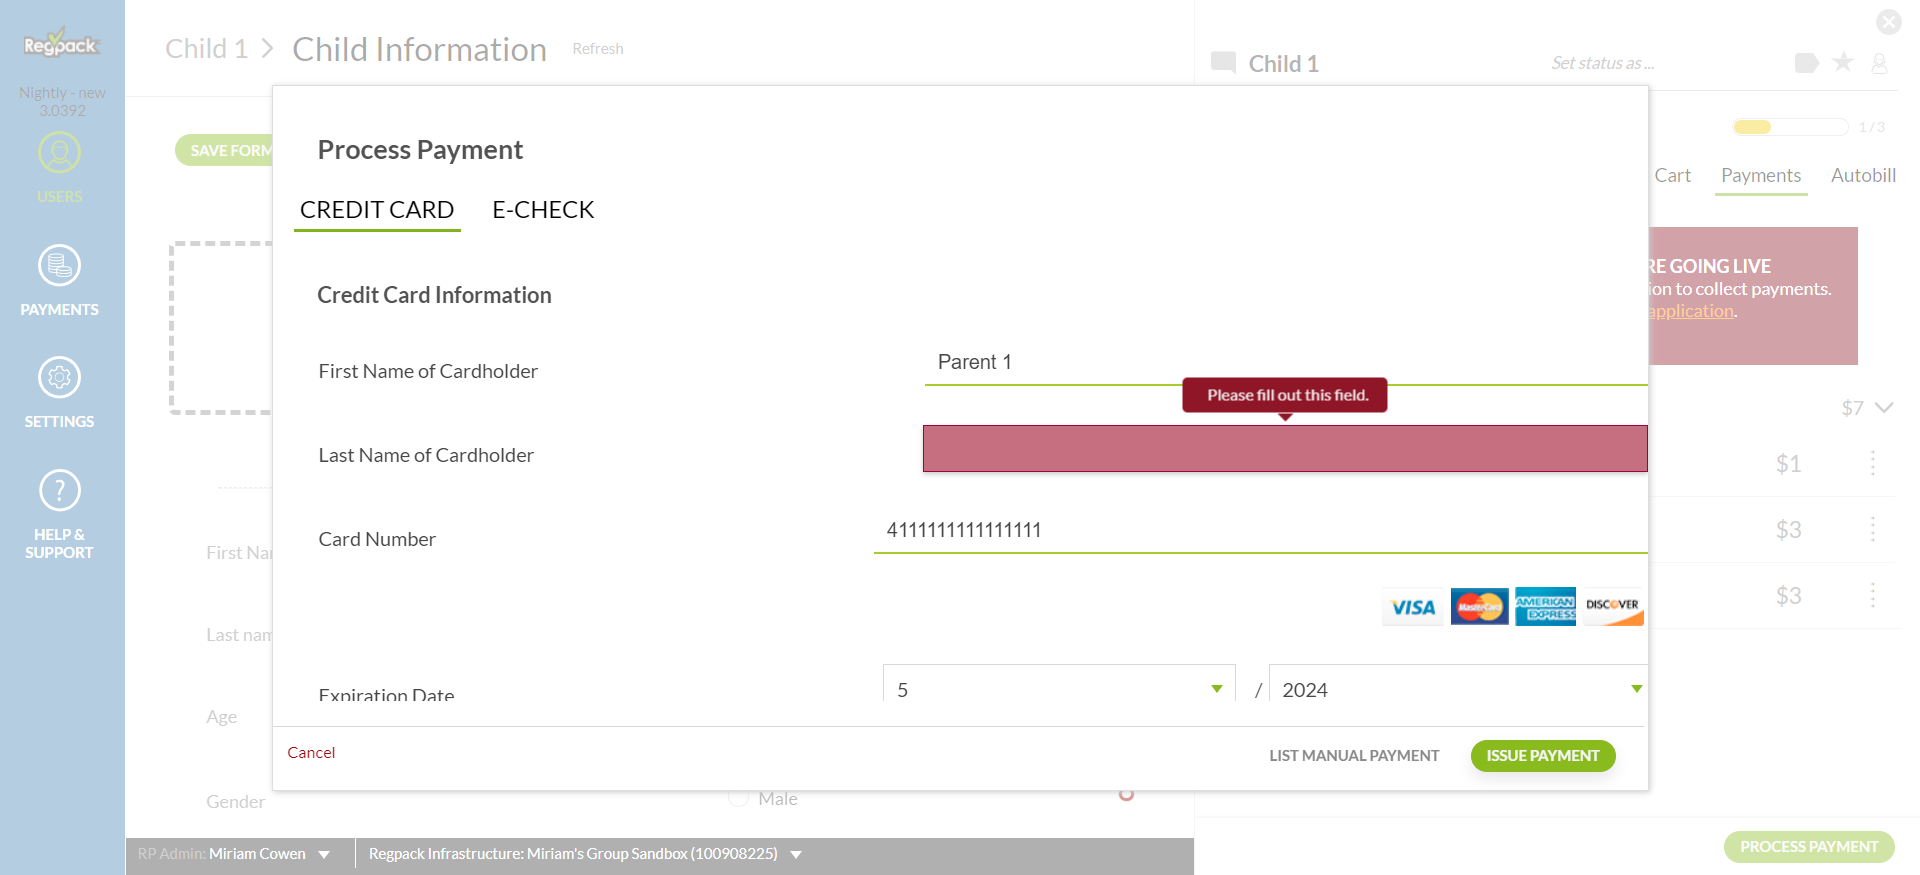 Regpack
Nightly - new
3.0392
USERS
PAYMENTS
SETTINGS
?
HELP &
SUPPORT
Child 1 > Child Information Refresh
SAVE FORM
First Na
Last nam
Age
Gender
Male
Process Payment
CREDIT CARD E-CHECK
Credit Card Information
First Name of Cardholder Parent 1
Please fill out this field.
Last Name of Cardholder
Card Number 4111111111111111
VISA MasterCard AMERICAN EXPRESS DISCOVER
Expiration Date 5 / 2024
Cancel LIST MANUAL PAYMENT ISSUE PAYMENT
Child 1 Set status as ...
1 / 3
Cart Payments Autobill
RE GOING LIVE
ion to collect payments.
application.
$7
$1
$3
$3
PROCESS PAYMENT
RP Admin: Miriam Cowen Regpack Infrastructure: Miriam's Group Sandbox (100908225)